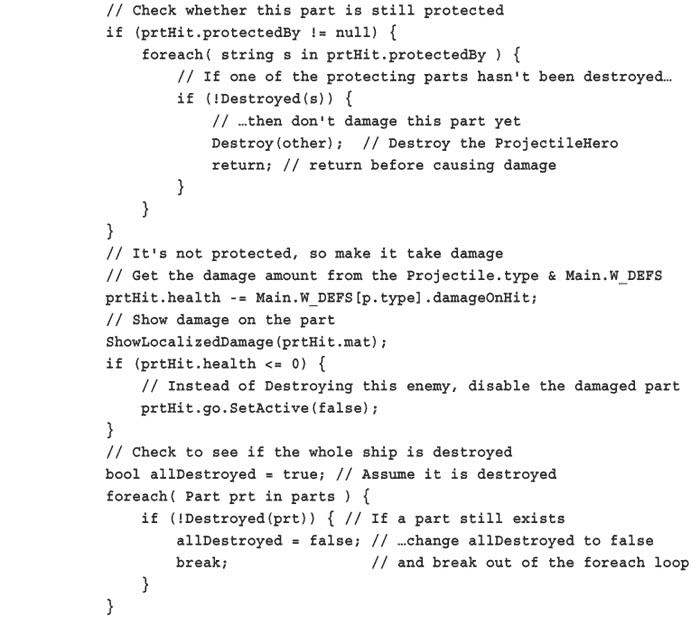 // Check whether this part is still protected
if (prtHit.protectedBy != null) {
foreach( string s in prtHit.protectedBy ) {
// If one of the protecting parts hasn't been destroyed…
if (!Destroyed(s)) {
// …then don't damage this part yet
Destroy(other);  // Destroy the ProjectileHero
return; // return before causing damage
}
}
}
// It's not protected, so make it take damage
// Get the damage amount from the Projectile.type & Main.W_DEFS
prtHit.health -= Main.W_DEFS[p.type].damageOnHit;
// Show damage on the part
ShowLocalizedDamage(prtHit.mat);
if (prtHit.health <= 0) {
// Instead of Destroying this enemy, disable the damaged part
prtHit.go.SetActive(false);
}
// Check to see if the whole ship is destroyed
bool allDestroyed = true; // Assume it is destroyed
foreach( Part prt in parts ) {
if (!Destroyed(prt)) { // If a part still exists
allDestroyed = false; // …change allDestroyed to false
break;                // and break out of the foreach loop
}
}